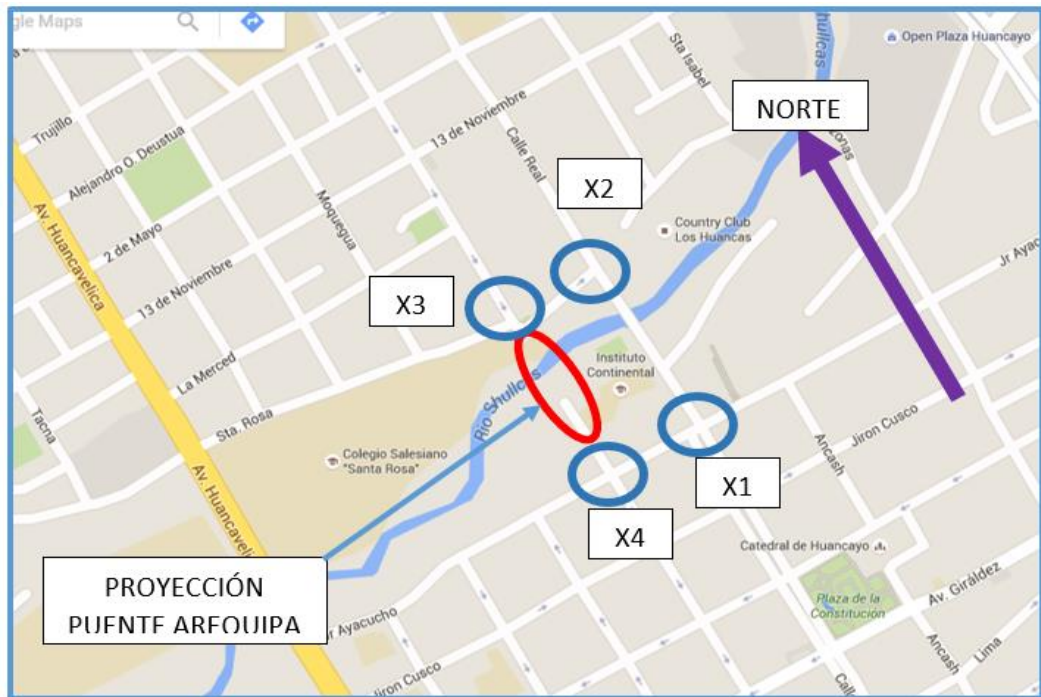 gle Maps
Shullcas
Open Plaza Huancayo
Sta Isabel
NORTE
zonas
Trujillo
Alejandro O. Deustua
13 de Noviembre
Calle Real
X2
Moquegua
Av. Huancavelica
2 de Mayo
Country Club
Los Huancas
Jr Ayac
X3
13 de Noviembre
La Merced
Instituto
Continental
Río Shullcas
Tacna
Sta. Rosa
Jiron Cusco
Ancash
Colegio Salesiano
"Santa Rosa"
X1
Av. Huancavelica
X4
Catedral de Huancayo
PROYECCIÓN
PUENTE AREQUIPA
Av. Giráldez
Plaza de la
Constitución
Jr Ayacucho
Ancash
Lima
Jiron Cusco
Calle